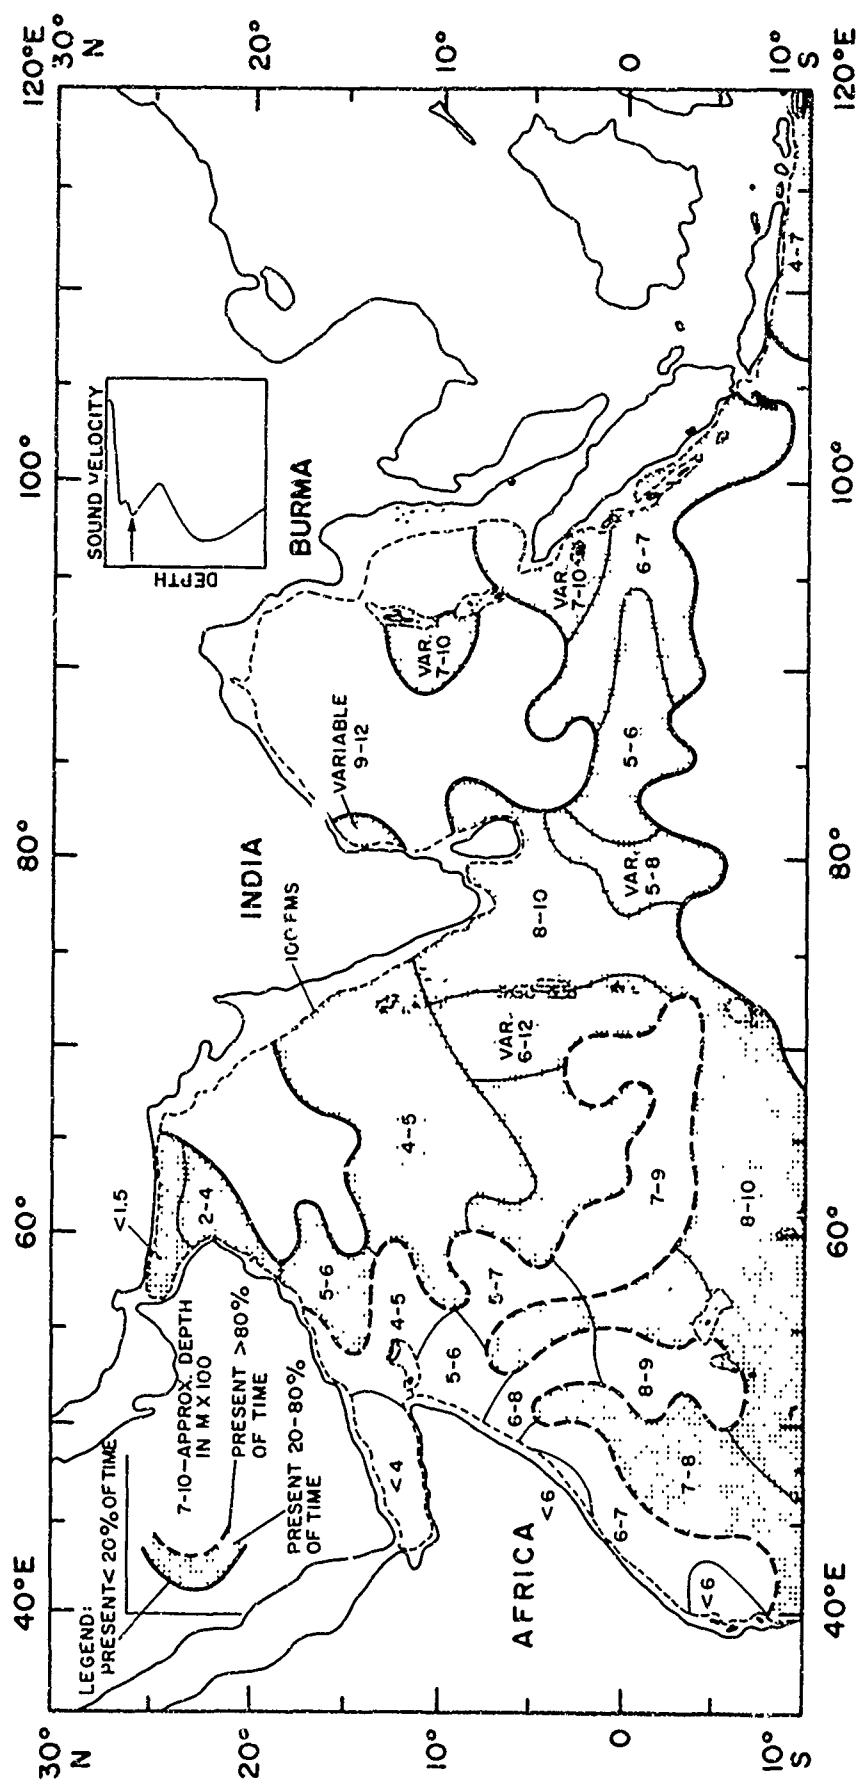 120°E
30°
N
20°
10°
0
10°
S
120°E
SOUND VELOCITY
DEPTH
100°
100°
BURMA
VAR.
7-10
VAR.
7-10
6-7
4-7
VARIABLE
9-12
5-6
80°
80°
INDIA
100 FMS
8-10
VAR.
5-8
VAR.
6-12
4-5
7-9
8-10
60°
60°
<1.5
2-4
5-6
4-5
5-7
5-6
6-8
8-9
7-8
<4
<6
6-7
<6
AFRICA
LEGEND:
PRESENT < 20% OF TIME
7-10-APPROX. DEPTH
IN M X 100
PRESENT >80%
OF TIME
PRESENT 20-80%
OF TIME
40°E
40°E
30°
N
20°
10°
0
10°
S